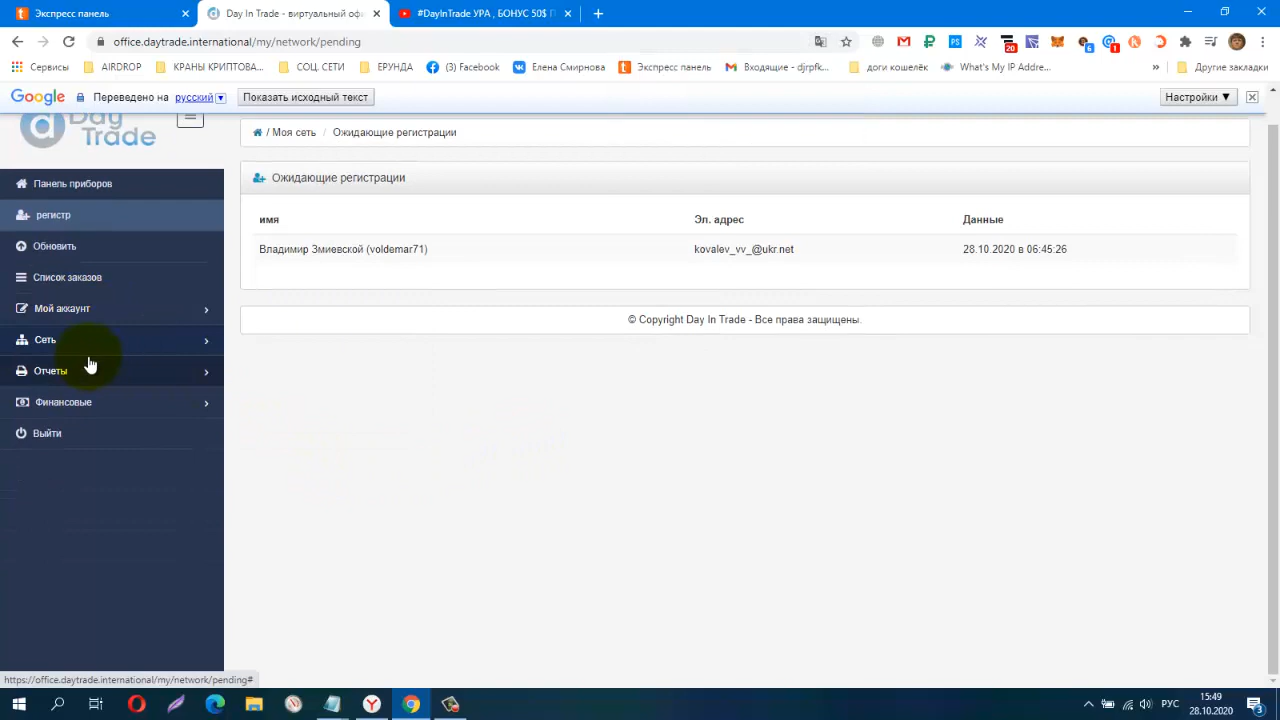 Экспресс панель
Day In Trade - виртуальный оф
#DayInTrade УРА , БОНУС 50$ П
office.daytrade.international/my/network/pending
6
20
1
Сервисы
AIRDROP
КРАНЫ КРИПТОВА...
СОЦ. СЕТИ
ЕРУНДА
(3) Facebook
Елена Смирнова
Экспресс панель
Входящие - djrpfk...
доги кошелёк
What's My IP Addre...
»
Другие закладки
Google
Переведено на русский
Показать исходный текст
Настройки ▼
Day Trade
/ Моя сеть / Ожидающие регистрации
Панель приборов
регистр
Обновить
Список заказов
Мой аккаунт
Сеть
Отчеты
Финансовые
Выйти
Ожидающие регистрации
имя Эл. адрес Данные
Владимир Змиевской (voldemar71) kovalev_vv_@ukr.net 28.10.2020 в 06:45:26
© Copyright Day In Trade - Все права защищены.
https://office.daytrade.international/my/network/pending#
РУС
15:49
28.10.2020
3